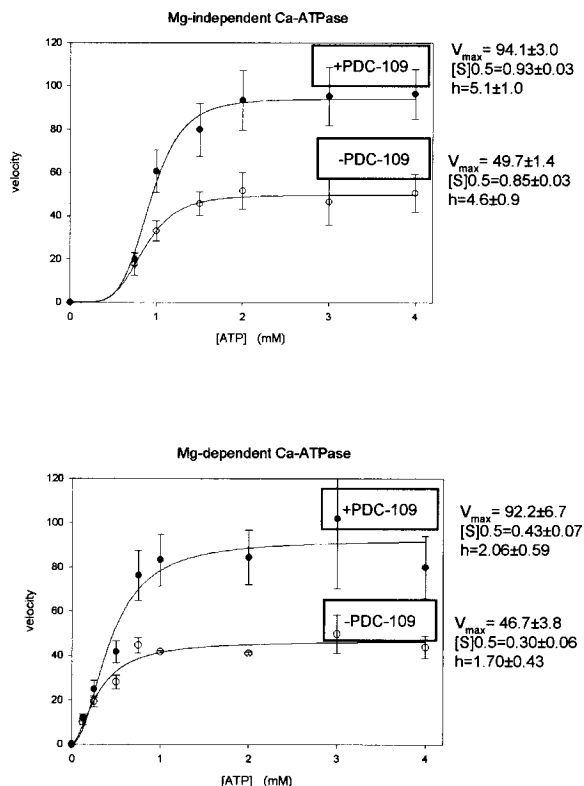 Mg-independent Ca-ATPase
120
100
80
60
40
20
0
velocity
0 1 2 3 4
[ATP] (mM)
+PDC-109
-PDC-109
Vmax = 94.1±3.0
[S]0.5=0.93±0.03
h=5.1±1.0
Vmax = 49.7±1.4
[S]0.5=0.85±0.03
h=4.6±0.9
Mg-dependent Ca-ATPase
120
100
80
60
40
20
0
velocity
0 1 2 3 4
[ATP] (mM)
+PDC-109
-PDC-109
Vmax = 92.2±6.7
[S]0.5=0.43±0.07
h=2.06±0.59
Vmax = 46.7±3.8
[S]0.5=0.30±0.06
h=1.70±0.43